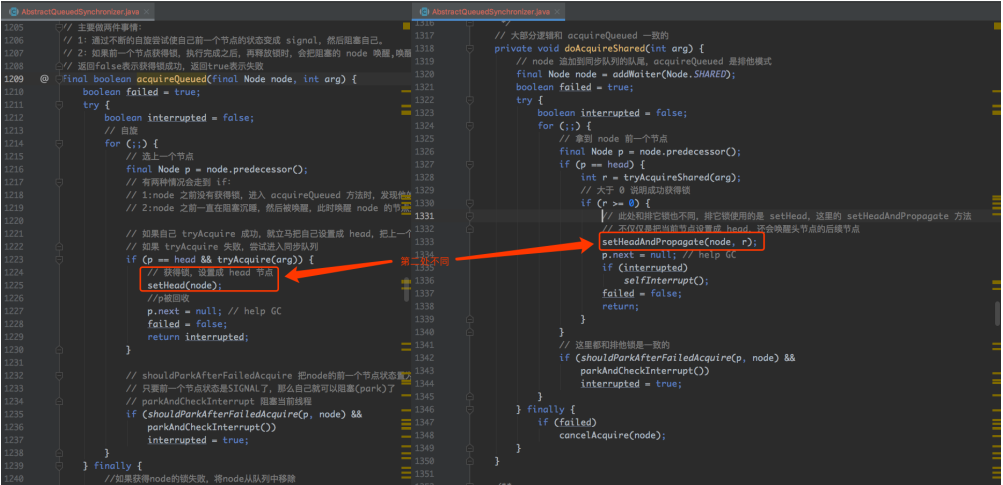 AbstractQueuedSynchronizer.java
1205 // 主要做两件事情:
1206 // 1: 通过不断的自旋尝试使自己前一个节点的状态变成 signal,然后阻塞自己。
1207 // 2: 如果前一个节点获得锁,执行完成之后,再释放锁时,会把阻塞的 node 唤醒,唤醒
1208 // 返回false表示获得锁成功,返回true表示失败
1209 @ final boolean acquireQueued(final Node node, int arg) {
1210 boolean failed = true;
1211 try {
1212 boolean interrupted = false;
1213 // 自旋
1214 for (;;) {
1215 // 选上一个节点
1216 final Node p = node.predecessor();
1217 // 有两种情况会走到 if:
1218 // 1:node 之前没有获得锁,进入 acquireQueued 方法时,发现他的
1219 // 2:node 之前一直在阻塞沉睡,然后被唤醒,此时唤醒 node 的节点
1220
1221 // 如果自己 tryAcquire 成功,就立马把自己设置成 head,把上一个
1222 // 如果 tryAcquire 失败,尝试进入同步队列
1223 if (p == head && tryAcquire(arg)) {
1224 // 获得锁,设置成 head 节点
1225 setHead(node);
1226 //p被回收
1227 p.next = null; // help GC
1228 failed = false;
1229 return interrupted;
1230 }
1231
1232 // shouldParkAfterFailedAcquire 把node的前一个节点状态置为
1233 // 只要前一个节点状态是SIGNAL了,那么自己就可以阻塞(park)了
1234 // parkAndCheckInterrupt 阻塞当前线程
1235 if (shouldParkAfterFailedAcquire(p, node) &&
1236 parkAndCheckInterrupt())
1237 interrupted = true;
1238 }
1239 } finally {
1240 //如果获得node的锁失败,将node从队列中移除
第二处不同
AbstractQueuedSynchronizer.java
1316 */
1317 // 大部分逻辑和 acquireQueued 一致的
1318 private void doAcquireShared(int arg) {
1319 // node 追加到同步队列的队尾,acquireQueued 是排他模式
1320 final Node node = addWaiter(Node.SHARED);
1321 boolean failed = true;
1322 try {
1323 boolean interrupted = false;
1324 for (;;) {
1325 // 拿到 node 前一个节点
1326 final Node p = node.predecessor();
1327 if (p == head) {
1328 int r = tryAcquireShared(arg);
1329 // 大于 0 说明成功获得锁
1330 if (r >= 0) {
1331 // 此处和排它锁也不同,排它锁使用的是 setHead,这里的 setHeadAndPropagate 方法
1332 // 不仅仅是把当前节点设置成 head,还会唤醒头节点的后续节点
1333 setHeadAndPropagate(node, r);
1334 p.next = null; // help GC
1335 if (interrupted)
1336 selfInterrupt();
1337 failed = false;
1338 return;
1339 }
1340 }
1341 // 这里都和排他锁是一致的
1342 if (shouldParkAfterFailedAcquire(p, node) &&
1343 parkAndCheckInterrupt())
1344 interrupted = true;
1345 }
1346 } finally {
1347 if (failed)
1348 cancelAcquire(node);
1349 }
1350 }
1351